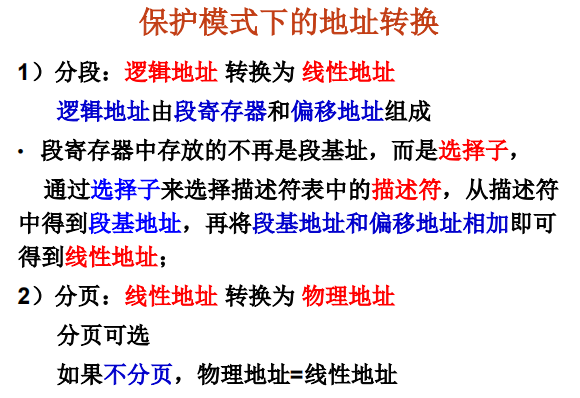 保护模式下的地址转换
1）分段：逻辑地址 转换为 线性地址
逻辑地址由段寄存器和偏移地址组成
• 段寄存器中存放的不再是段基址，而是选择子，
通过选择子来选择描述符表中的描述符，从描述符
中得到段基地址，再将段基地址和偏移地址相加即可
得到线性地址；
2）分页：线性地址 转换为 物理地址
分页可选
如果不分页，物理地址=线性地址